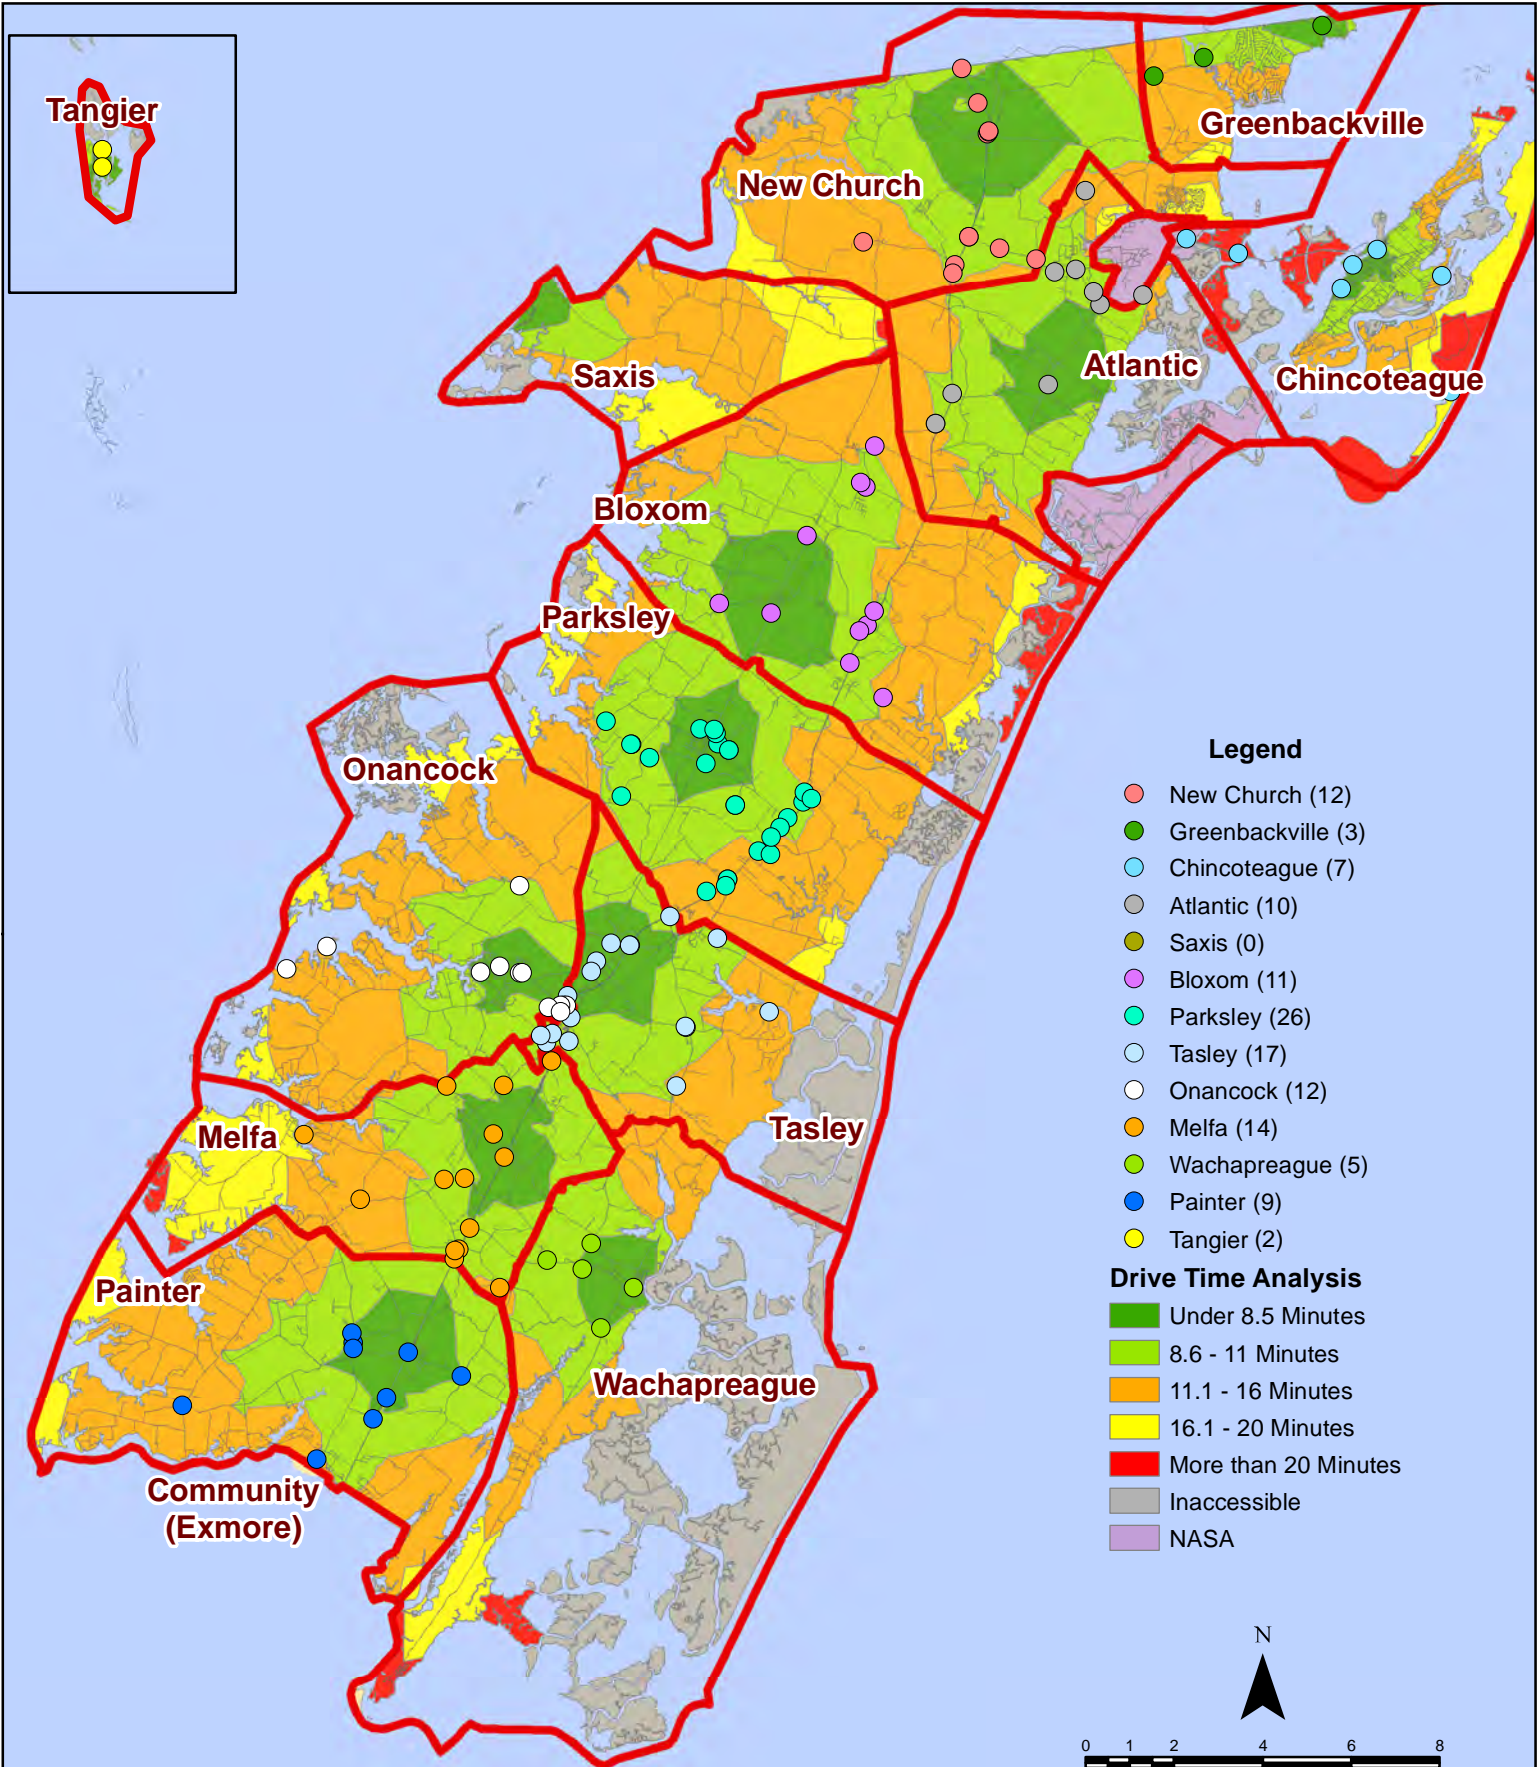 Tangier
Greenbackville
New Church
Atlantic
Chincoteague
Saxis
Bloxom
Parksley
Onancock
Tasley
Melfa
Painter
Wachapreague
Community
(Exmore)
Legend
New Church (12)
Greenbackville (3)
Chincoteague (7)
Atlantic (10)
Saxis (0)
Bloxom (11)
Parksley (26)
Tasley (17)
Onancock (12)
Melfa (14)
Wachapreague (5)
Painter (9)
Tangier (2)
Drive Time Analysis
Under 8.5 Minutes
8.6 - 11 Minutes
11.1 - 16 Minutes
16.1 - 20 Minutes
More than 20 Minutes
Inaccessible
NASA
N
0 1 2 4 6 8